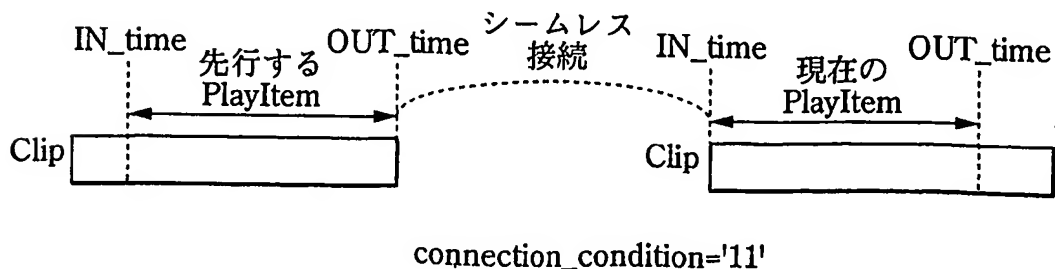 IN_time
OUT_time
シームレス
接続
IN_time
OUT_time
先行する
PlayItem
現在の
PlayItem
Clip
Clip
connection_condition='11'